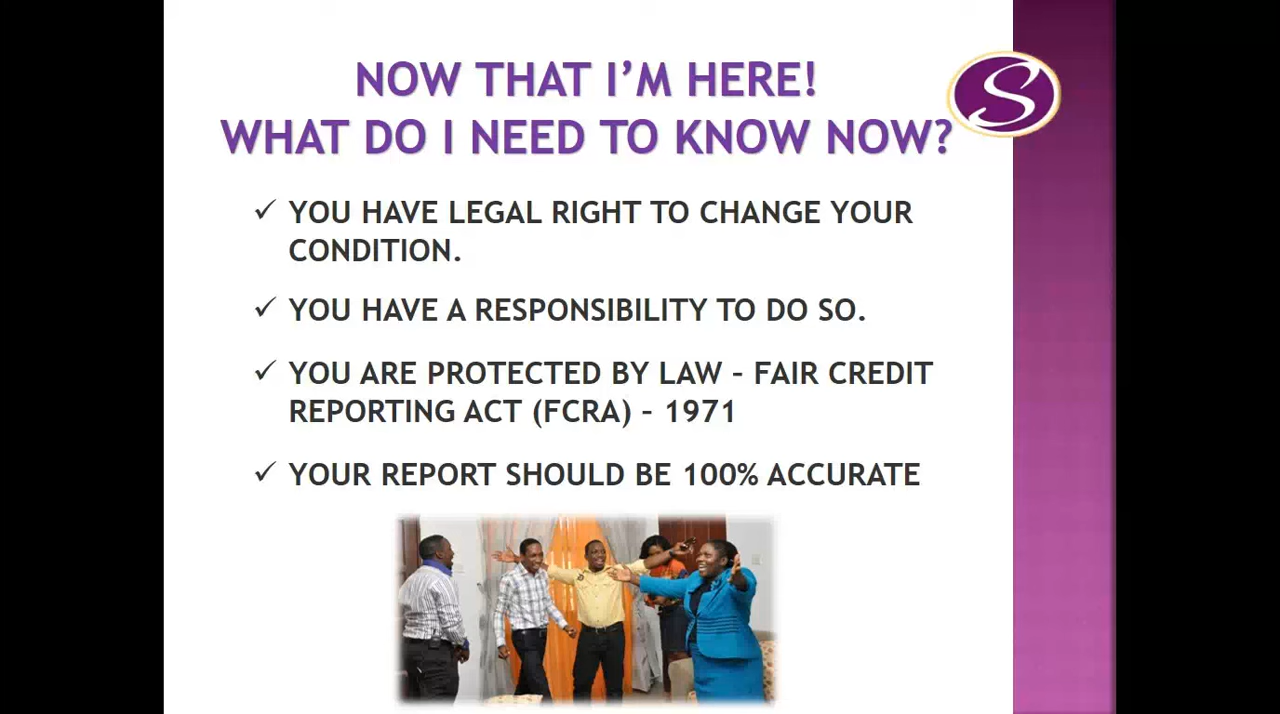 NOW THAT I’M HERE!
WHAT DO I NEED TO KNOW NOW?
S
✓ YOU HAVE LEGAL RIGHT TO CHANGE YOUR
CONDITION.
✓ YOU HAVE A RESPONSIBILITY TO DO SO.
✓ YOU ARE PROTECTED BY LAW – FAIR CREDIT
REPORTING ACT (FCRA) – 1971
✓ YOUR REPORT SHOULD BE 100% ACCURATE